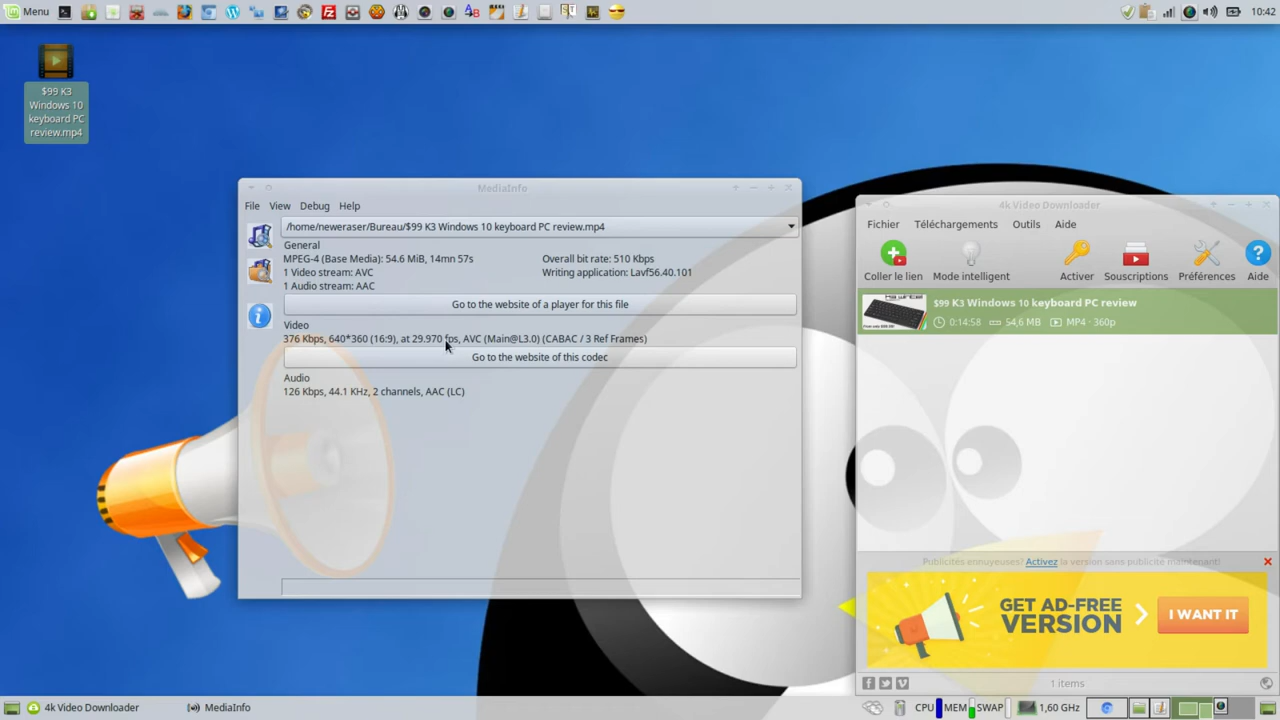 Menu
10:42
$99 K3
Windows 10
keyboard PC
review.mp4
MediaInfo
File View Debug Help
/home/neweraser/Bureau/$99 K3 Windows 10 keyboard PC review.mp4
General
MPEG-4 (Base Media): 54.6 MiB, 14mn 57s
Overall bit rate: 510 Kbps
1 Video stream: AVC
Writing application: Lavf56.40.101
1 Audio stream: AAC
Go to the website of a player for this file
Video
376 Kbps, 640*360 (16:9), at 29.970 fps, AVC (Main@L3.0) (CABAC / 3 Ref Frames)
Go to the website of this codec
Audio
126 Kbps, 44.1 KHz, 2 channels, AAC (LC)
4k Video Downloader
Fichier Téléchargements Outils Aide
Coller le lien Mode intelligent Activer Souscriptions Préférences Aide
$99 K3 Windows 10 keyboard PC review
0:14:58 54,6 MB MP4 · 360p
Publicités ennuyeuses? Activez la version sans publicité maintenant!
GET AD-FREE
VERSION
I WANT IT
1 items
4k Video Downloader
MediaInfo
CPU MEM SWAP 1,60 GHz